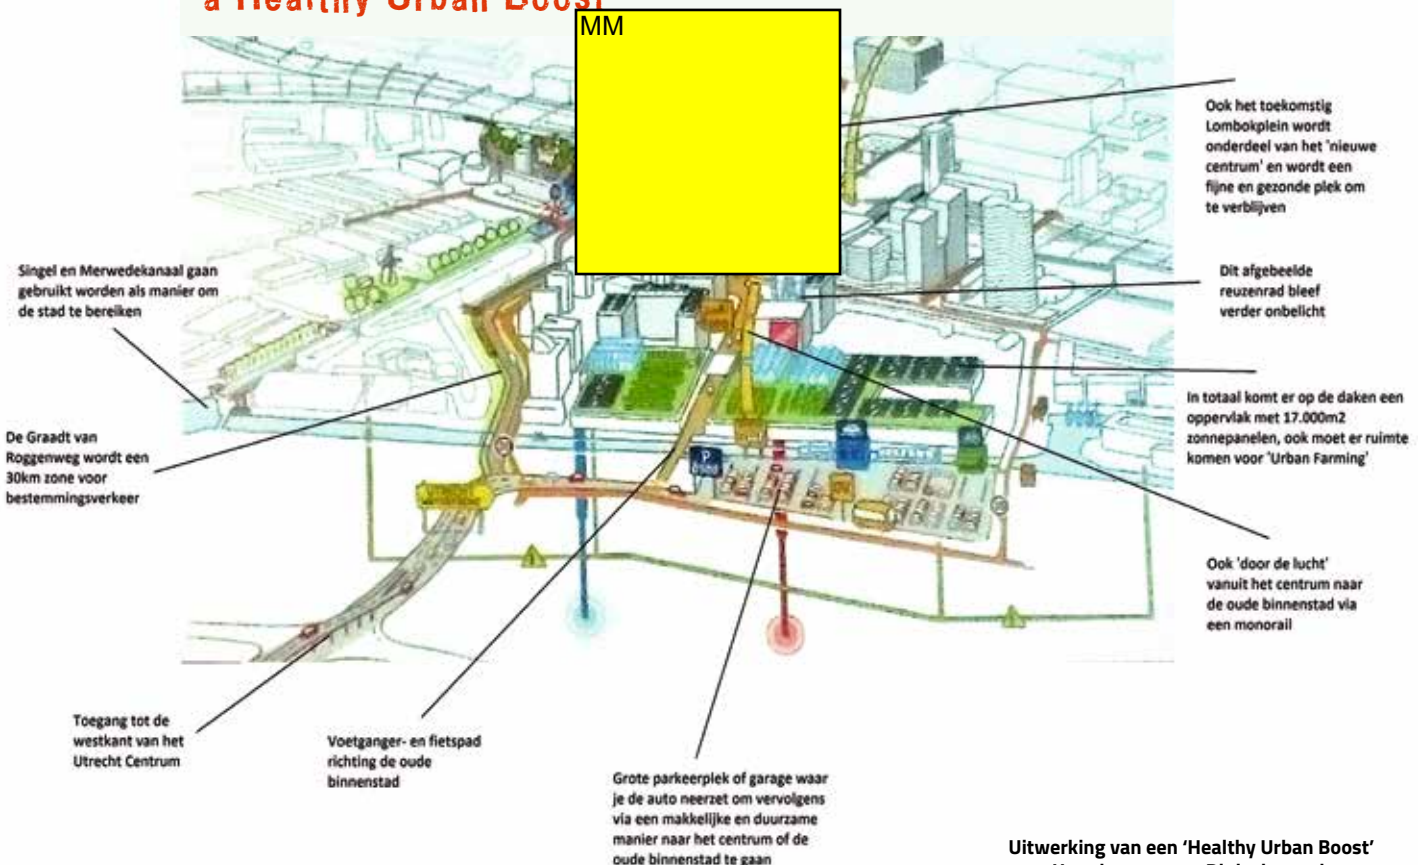 a Healthy Urban Boost
MM
Ook het toekomstig
Lombokplein wordt
onderdeel van het 'nieuwe
centrum' en wordt een
fijne en gezonde plek om
te verblijven
Singel en Merwedekanaal gaan
gebruikt worden als manier om
de stad te bereiken
Dit afgebeelde
reuzenrad bleef
verder onbelicht
In totaal komt er op de daken een
oppervlak met 17.000m2
zonnepanelen, ook moet er ruimte
komen voor 'Urban Farming'
De Graadt van
Roggenweg wordt een
30km zone voor
bestemmingsverkeer
P
Ook 'door de lucht'
vanuit het centrum naar
de oude binnenstad via
een monorail
Toegang tot de
westkant van het
Utrecht Centrum
Voetganger- en fietspad
richting de oude
binnenstad
Grote parkeerplek of garage waar
je de auto neerzet om vervolgens
via een makkelijke en duurzame
manier naar het centrum of de
oude binnenstad te gaan
Uitwerking van een 'Healthy Urban Boost'